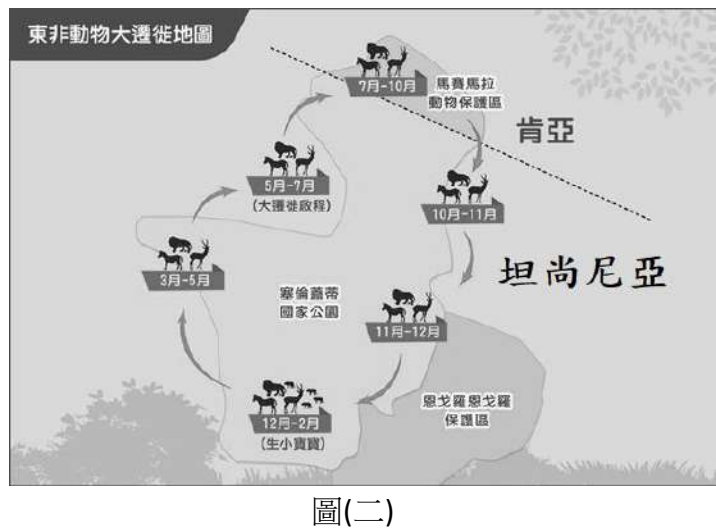 東非動物大遷徙地圖
7月-10月
馬賽馬拉
動物保護區
肯亞
5月-7月
(大遷徙啟程)
10月-11月
坦尚尼亞
3月-5月
塞倫蓋蒂
國家公園
11月-12月
12月-2月
(生小寶寶)
恩戈羅恩戈羅
保護區
圖(二)